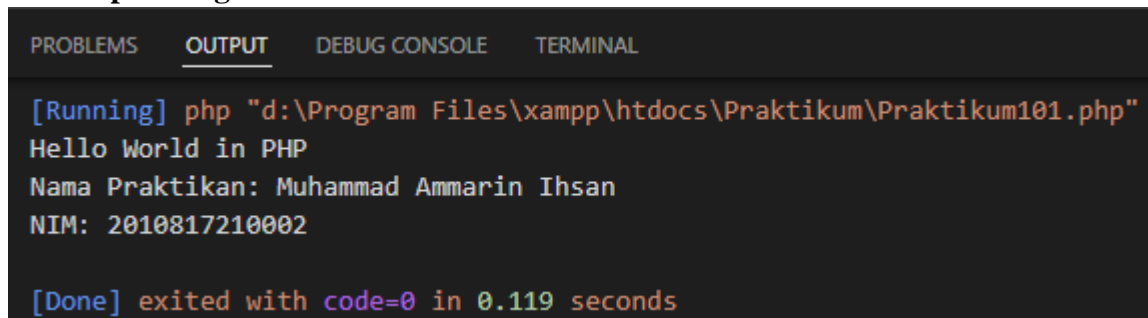 PROBLEMS OUTPUT DEBUG CONSOLE TERMINAL
[Running] php "d:\Program Files\xampp\htdocs\Praktikum\Praktikum101.php"
Hello World in PHP
Nama Praktikan: Muhammad Ammarin Ihsan
NIM: 2010817210002
[Done] exited with code=0 in 0.119 seconds